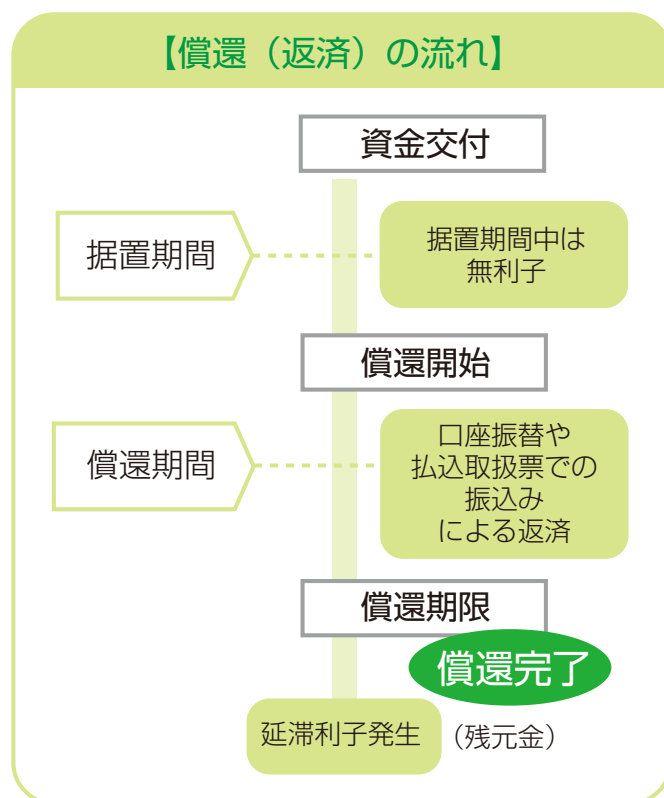 【償還（返済）の流れ】
資金交付
据置期間
据置期間中は
無利子
償還開始
償還期間
口座振替や
払込取扱票での
振込み
による返済
償還期限
償還完了
延滞利子発生
（残元金）